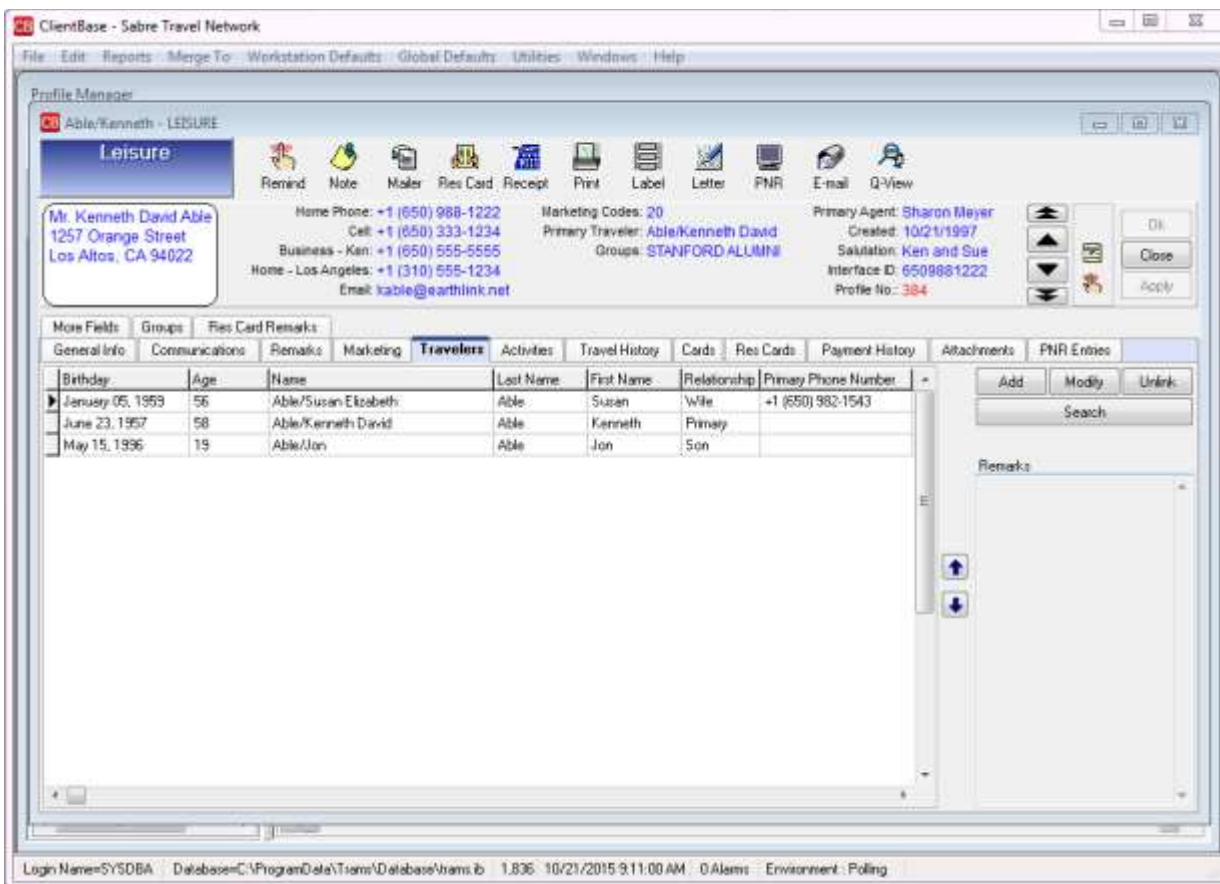 ClientBase - Sabre Travel Network
File Edit Reports Merge To Workstation Defaults Global Defaults Utilities Windows Help
Profile Manager
Able/Kenneth - LEISURE
Leisure
Remind Note Mailer Res Card Receipt Print Label Letter PNR E-mail Q-View
Mr. Kenneth David Able
1257 Orange Street
Los Altos, CA 94022
Home Phone: +1 (650) 988-1222
Cell: +1 (650) 333-1234
Business - Ken: +1 (650) 555-5555
Home - Los Angeles: +1 (310) 555-1234
Email: kable@earthlink.net
Marketing Codes: 20
Primary Traveler: Able/Kenneth David
Groups: STANFORD ALUMNI
Primary Agent: Sharon Meyer
Created: 10/21/1997
Salutation: Ken and Sue
Interface ID: 6509881222
Profile No.: 384
Ok
Close
Apply
More Fields Groups Res Card Remarks
General Info Communications Remarks Marketing Travelers Activities Travel History Cards Res Cards Payment History Attachments PNR Entries
Birthday Age Name Last Name First Name Relationship Primary Phone Number
January 05, 1959 56 Able/Susan Elizabeth Able Susan Wife +1 (650) 982-1543
June 23, 1957 58 Able/Kenneth David Able Kenneth Primary
May 15, 1996 19 Able/Jon Able Jon Son
Add Modify Unlink
Search
Remarks
Login Name=SYSDBA Database=C:\ProgramData\Trams\Database\trams.ib 1.836 10/21/2015 9:11:00 AM 0 Alarms Environment : Polling